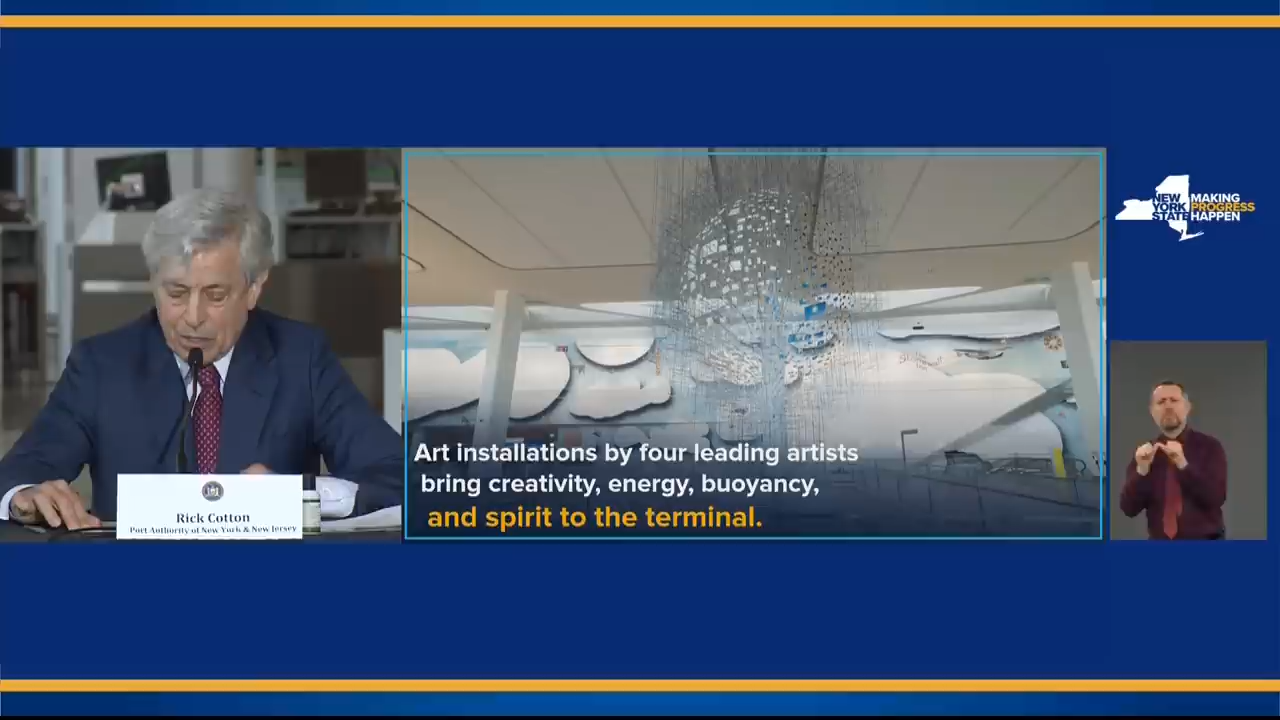 Rick Cotton
Port Authority of New York & New Jersey
Art installations by four leading artists
bring creativity, energy, buoyancy,
and spirit to the terminal.
NEW
YORK
STATE
MAKING
PROGRESS
HAPPEN